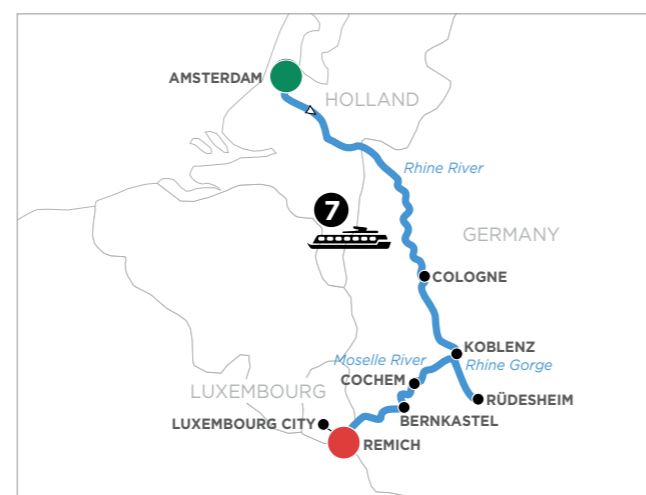 AMSTERDAM
HOLLAND
Rhine River
7
GERMANY
COLOGNE
KOBLENZ
Moselle River
Rhine Gorge
COCHEM
LUXEMBOURG
RÜDESHEIM
BERNKASTEL
LUXEMBOURG CITY
REMICH